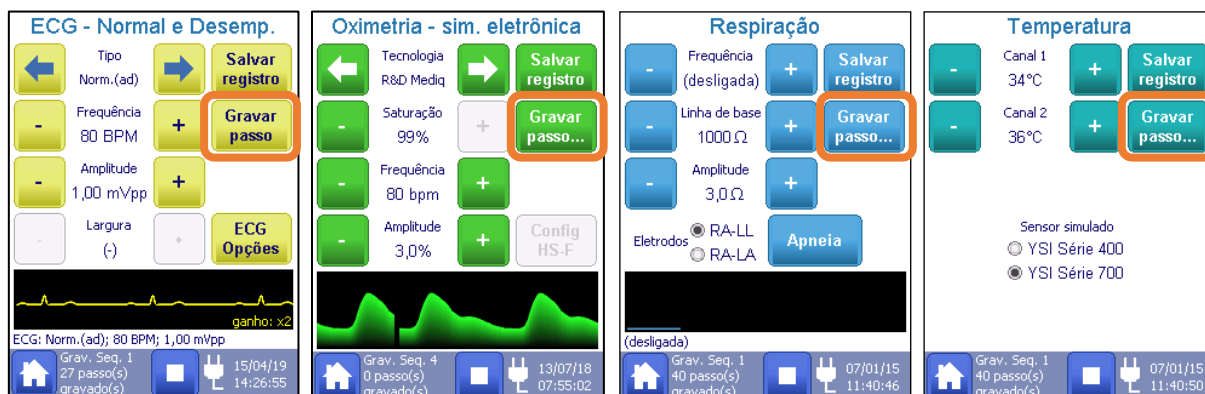 ECG - Normal e Desemp.
Tipo
Norm.(ad)
Salvar
registro
-
Frequência
80 BPM
+
Gravar
passo
-
Amplitude
1,00 mVpp
+
-
Largura
(-)
+
ECG
Opções
ganho: x2
ECG: Norm.(ad); 80 BPM; 1,00 mVpp
Grav. Seq. 1
27 passo(s)
gravado(s)
15/04/19
14:26:55
Oximetria - sim. eletrônica
Tecnologia
R&D Mediq
Salvar
registro
-
Saturação
99%
+
Gravar
passo...
-
Frequência
80 bpm
+
-
Amplitude
3,0%
+
Config
HS-F
Grav. Seq. 4
0 passo(s)
gravado(s)
13/07/18
07:55:02
Respiração
-
Frequência
(desligada)
+
Salvar
registro
-
Linha de base
1000 Ω
+
Gravar
passo...
-
Amplitude
3,0 Ω
+
Eletrodos
RA-LL
RA-LA
Apneia
(desligada)
Grav. Seq. 1
40 passo(s)
gravado(s)
07/01/15
11:40:46
Temperatura
-
Canal 1
34°C
+
Salvar
registro
-
Canal 2
36°C
+
Gravar
passo...
Sensor simulado
YSI Série 400
YSI Série 700
Grav. Seq. 1
40 passo(s)
gravado(s)
07/01/15
11:40:50